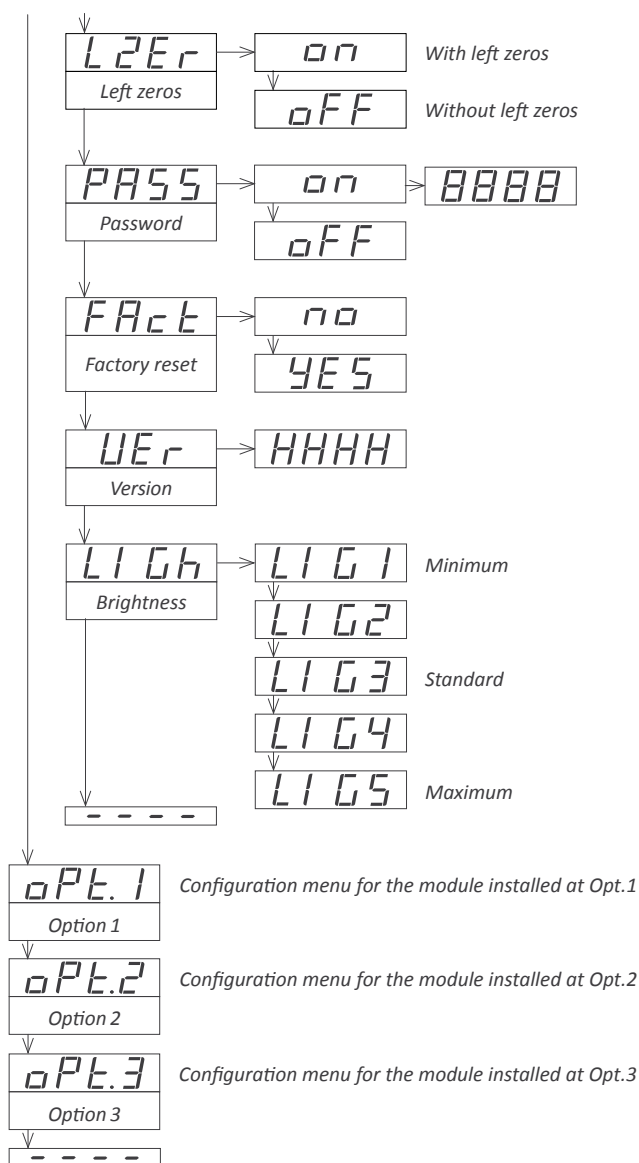 LZEr on With left zeros
Left zeros
oFF Without left zeros
PASS on 8888
Password
oFF
FAct no
Factory reset
YES
VEr HHHH
Version
LIGh LIG1 Minimum
Brightness
LIG2
LIG3 Standard
LIG4
LIG5 Maximum
----
oPt.1 Configuration menu for the module installed at Opt.1
Option 1
oPt.2 Configuration menu for the module installed at Opt.2
Option 2
oPt.3 Configuration menu for the module installed at Opt.3
Option 3
----